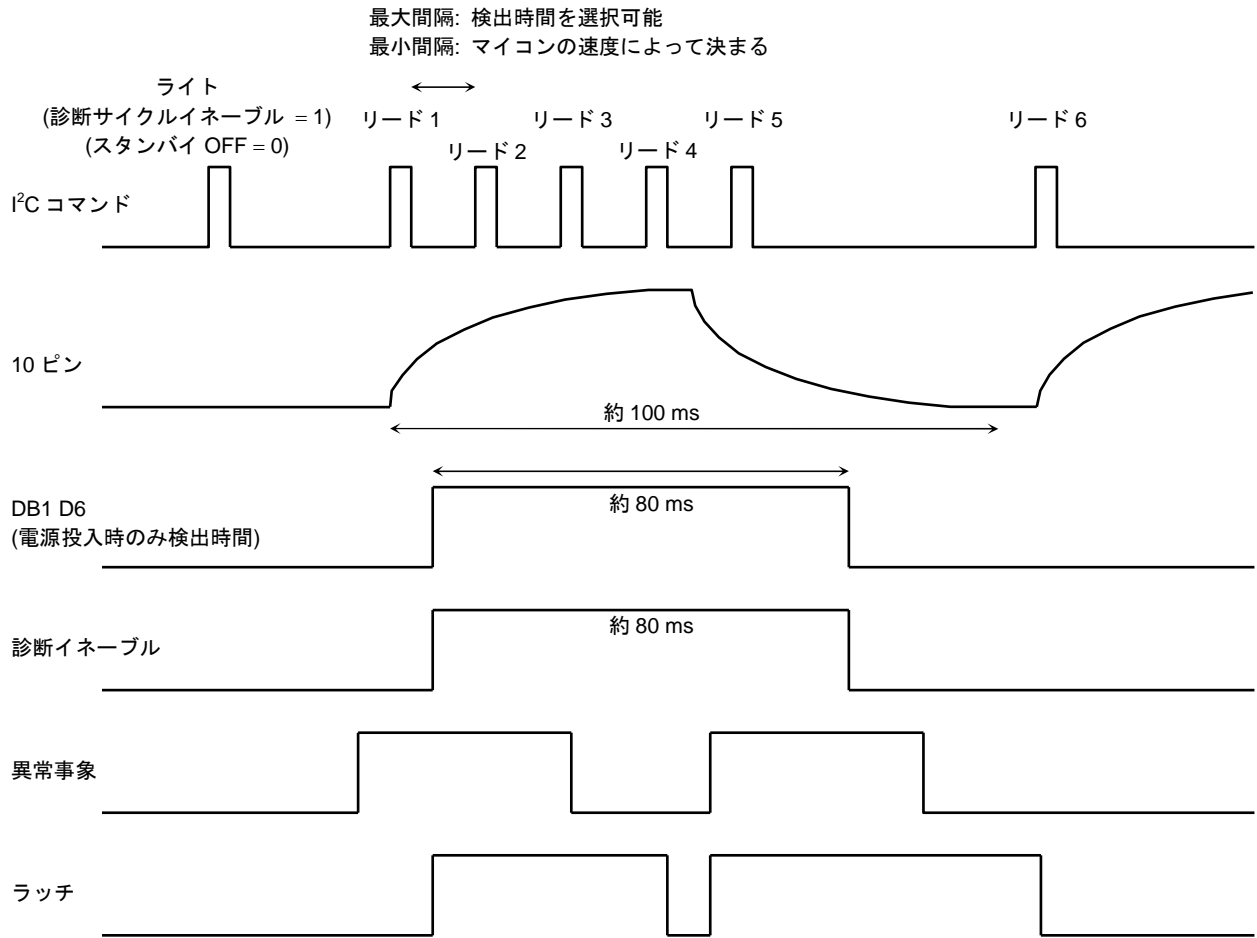 最大間隔: 検出時間を選択可能
最小間隔: マイコンの速度によって決まる
ライト
(診断サイクルイネーブル = 1)
(スタンバイ OFF = 0)
リード 1
リード 2
リード 3
リード 4
リード 5
リード 6
I²C コマンド
10 ピン
約 100 ms
DB1 D6
(電源投入時のみ検出時間)
約 80 ms
診断イネーブル
約 80 ms
異常事象
ラッチ